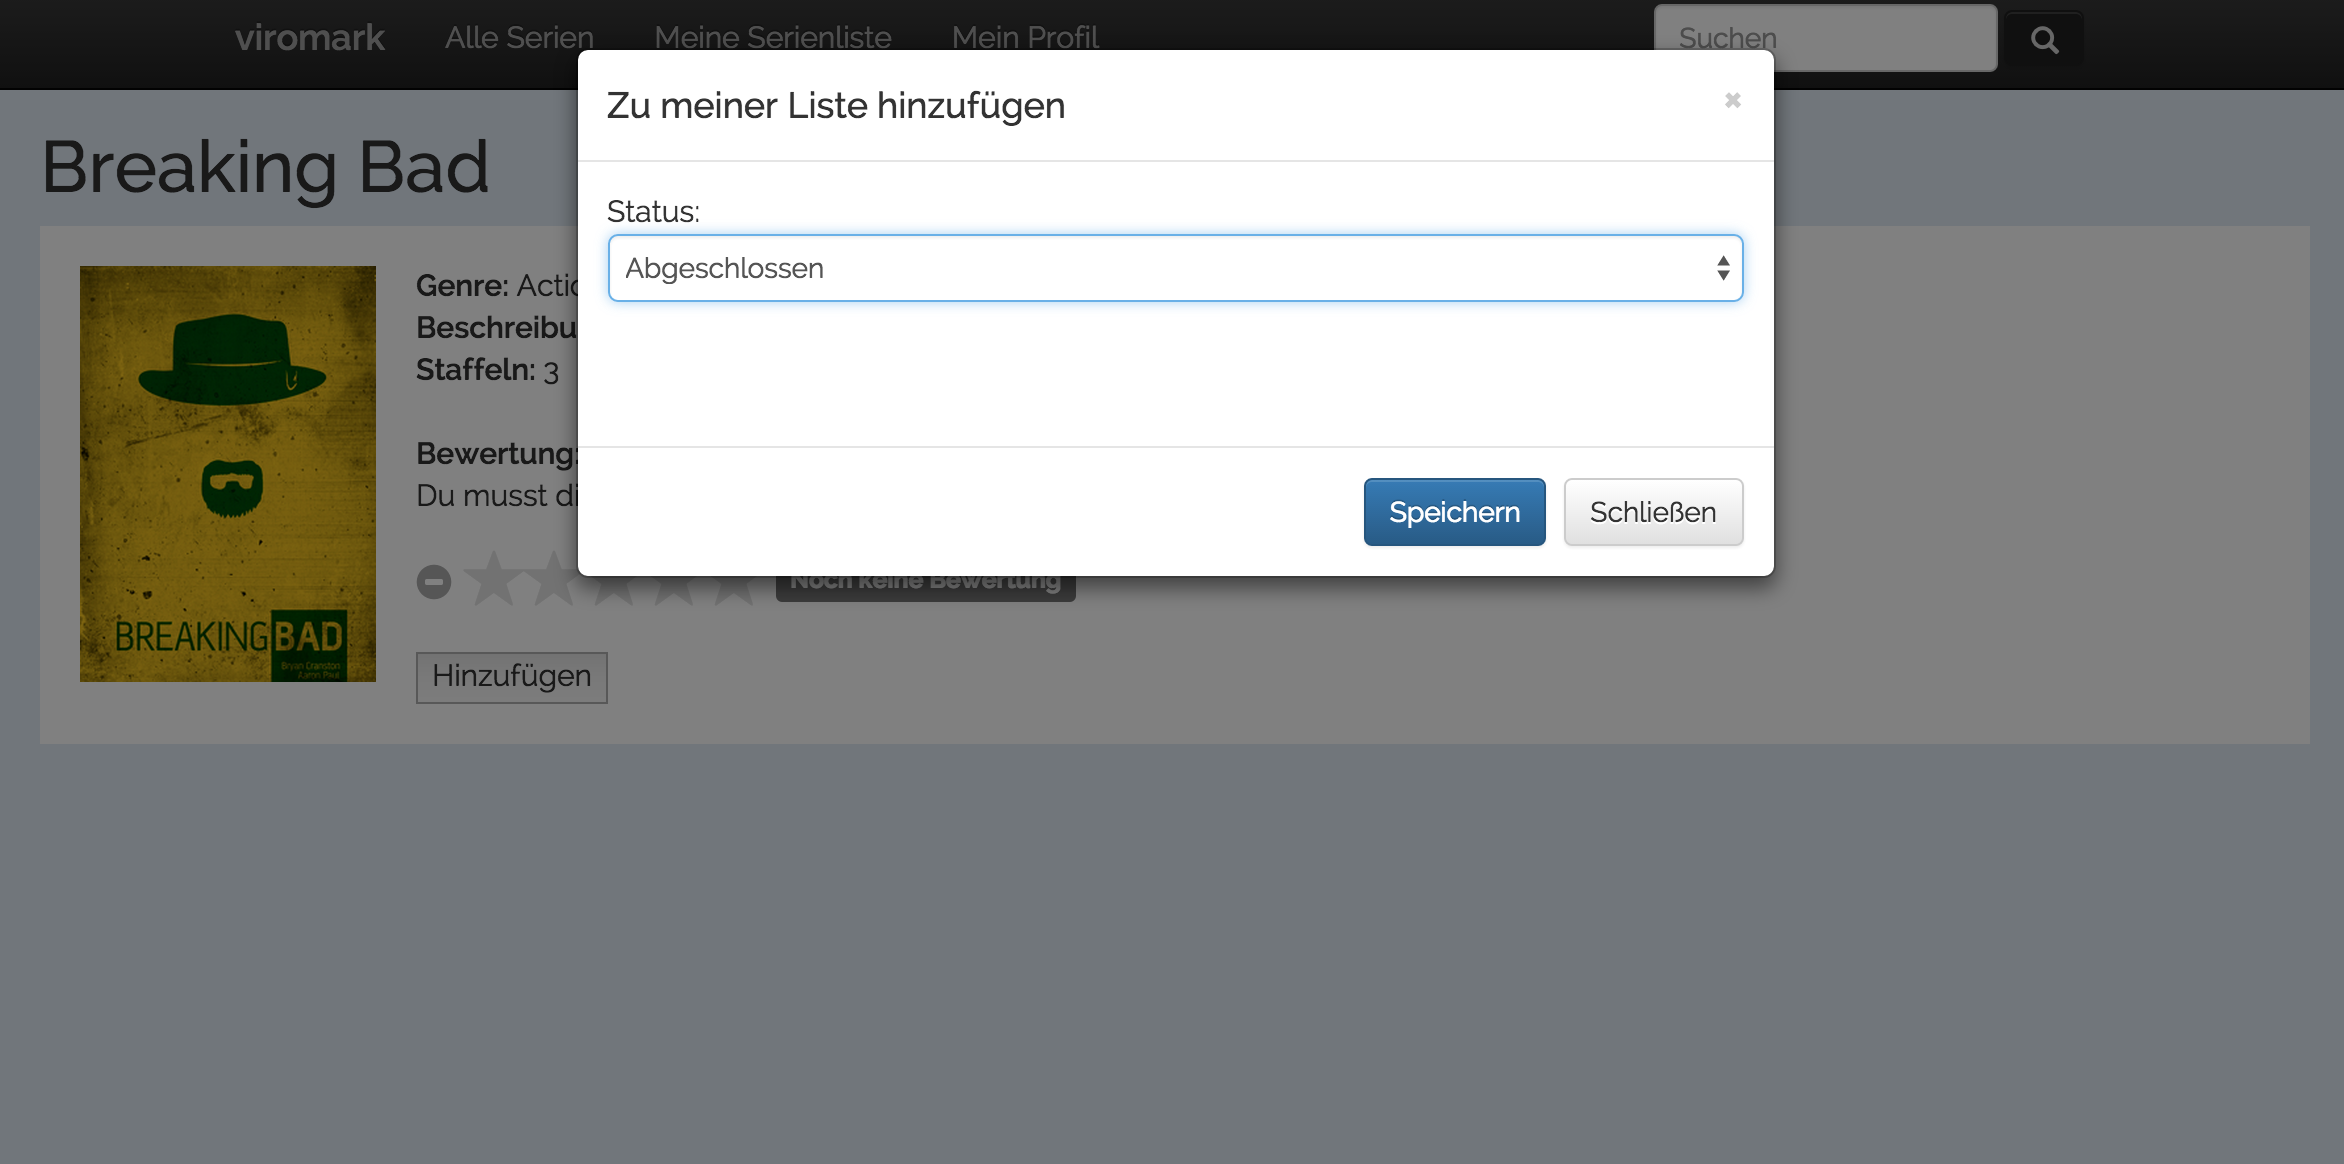 viromark Alle Serien Meine Serienliste Mein Profil Suchen
Zu meiner Liste hinzufügen
Breaking Bad
Status:
Abgeschlossen
Genre: Actio
Beschreibu
Staffeln: 3
Bewertung:
Du musst di
Speichern Schließen
Noch keine Bewertung
BREAKING BAD
Bryan Cranston
Aaron Paul
Hinzufügen